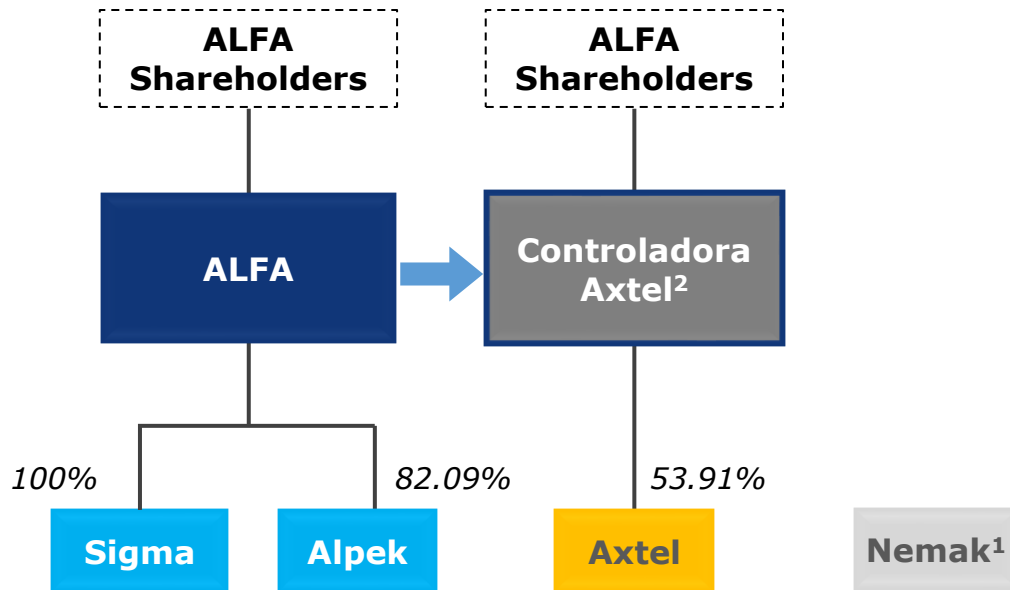 ALFA
Shareholders
ALFA
Shareholders
ALFA
Controladora
Axtel²
100%
82.09%
53.91%
Sigma
Alpek
Axtel
Nemak¹